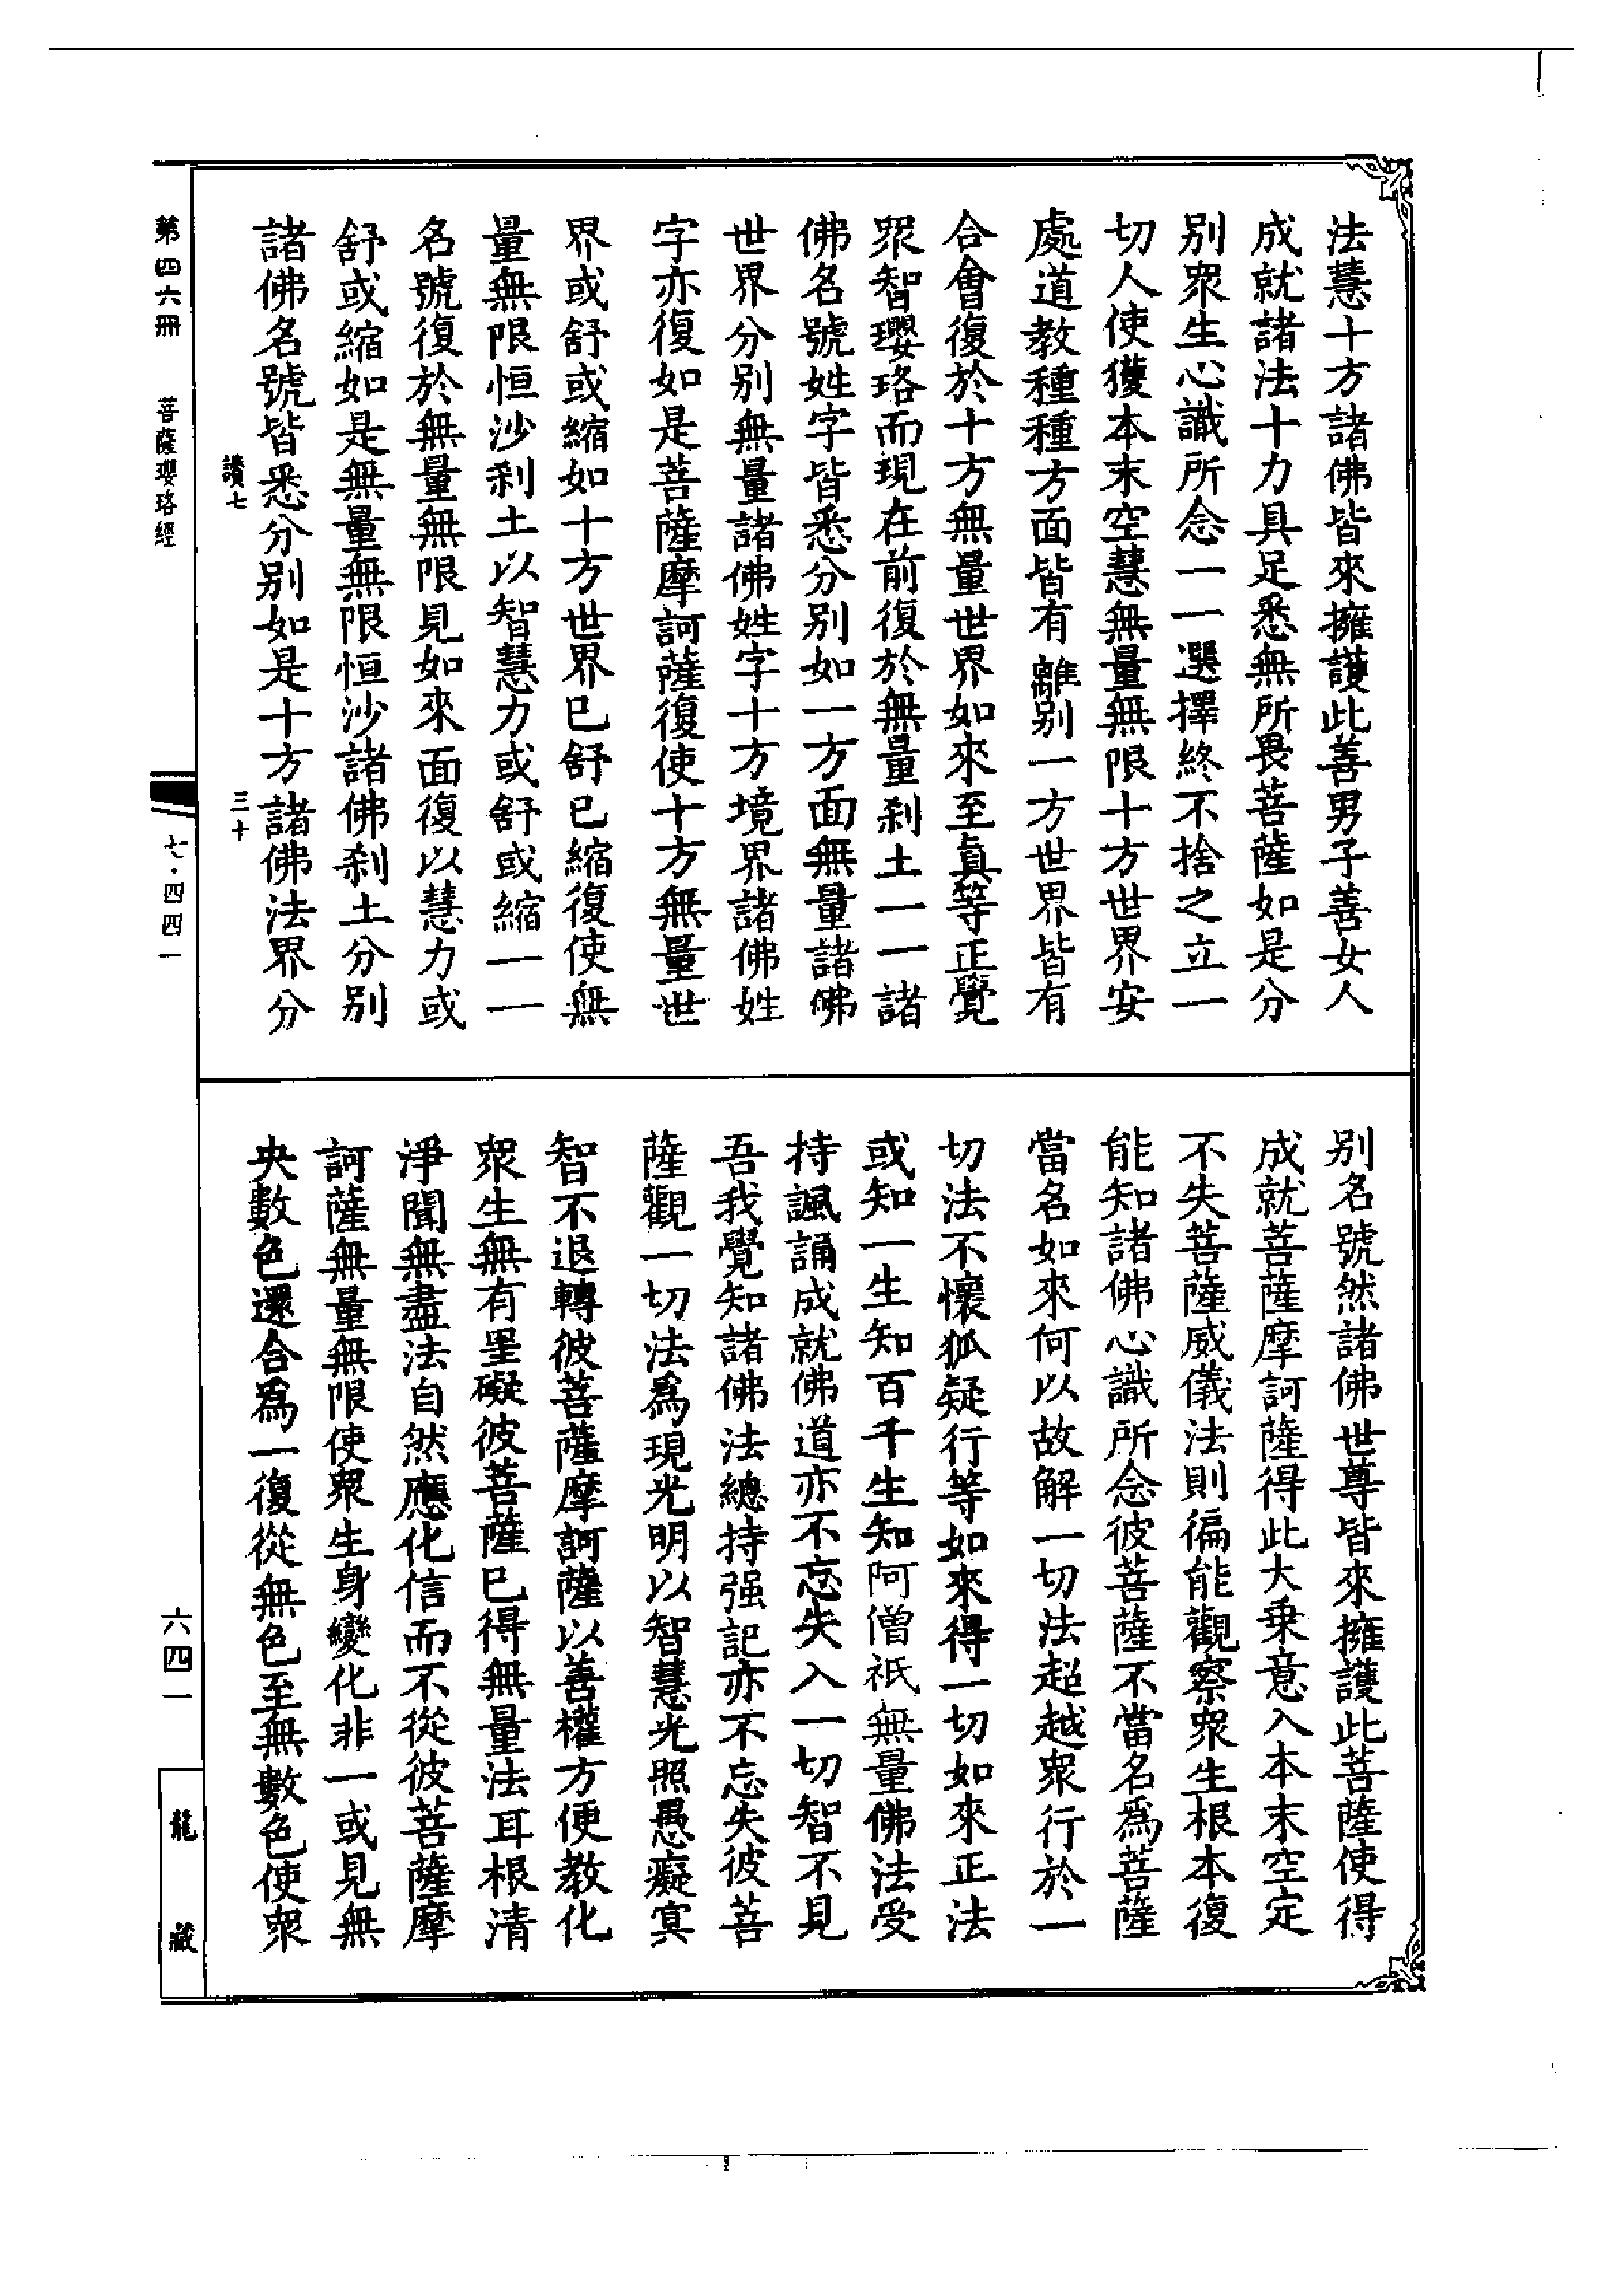 法慧十方諸佛皆來擁護此善男子善女人
成就諸法十力具足悉無所畏菩薩如是分
别衆生心識所念一一選擇終不捨之立一
切人使獲本末空慧無量無限十方世界安
處道教種種方面皆有離别一方世界皆有
合會復於十方無量世界如來至真等正覺
衆智瓔珞而現在前復於無量刹土一一諸
佛名號姓字皆悉分别如一方面無量諸佛
世界分别無量諸佛姓字十方境界諸佛姓
字亦復如是菩薩摩訶薩復使十方無量世
界或舒或縮如十方世界已舒已縮復使無
量無限恒沙刹土以智慧力或舒或縮一一
名號復於無量無限見如來面復以慧力或
舒或縮如是無量無限恒沙諸佛刹土分别
諸佛名號皆悉分别如是十方諸佛法界分
讚七 三十
别名號然諸佛世尊皆來擁護此菩薩使得
成就菩薩摩訶薩得此大乗意入本末空定
不失菩薩威儀法則徧能觀察衆生根本復
能知諸佛心識所念彼菩薩不當名爲菩薩
當名如來何以故解一切法超越衆行於一
切法不懷狐疑行等如來得一切如來正法
或知一生知百千生知阿僧祇無量佛法受
持諷誦成就佛道亦不忘失入一切智不見
吾我覺知諸佛法總持强記亦不忘失彼菩
薩觀一切法爲現光明以智慧光照愚癡㝠
智不退轉彼菩薩摩訶薩以善權方便教化
衆生無有罣礙彼菩薩已得無量法耳根清
淨聞無盡法自然應化信而不從彼菩薩摩
訶薩無量無限使衆生身變化非一或見無
央數色還合爲一復從無色至無數色使衆
第四六冊 菩薩瓔珞經 七·四四一 六四一 龍藏